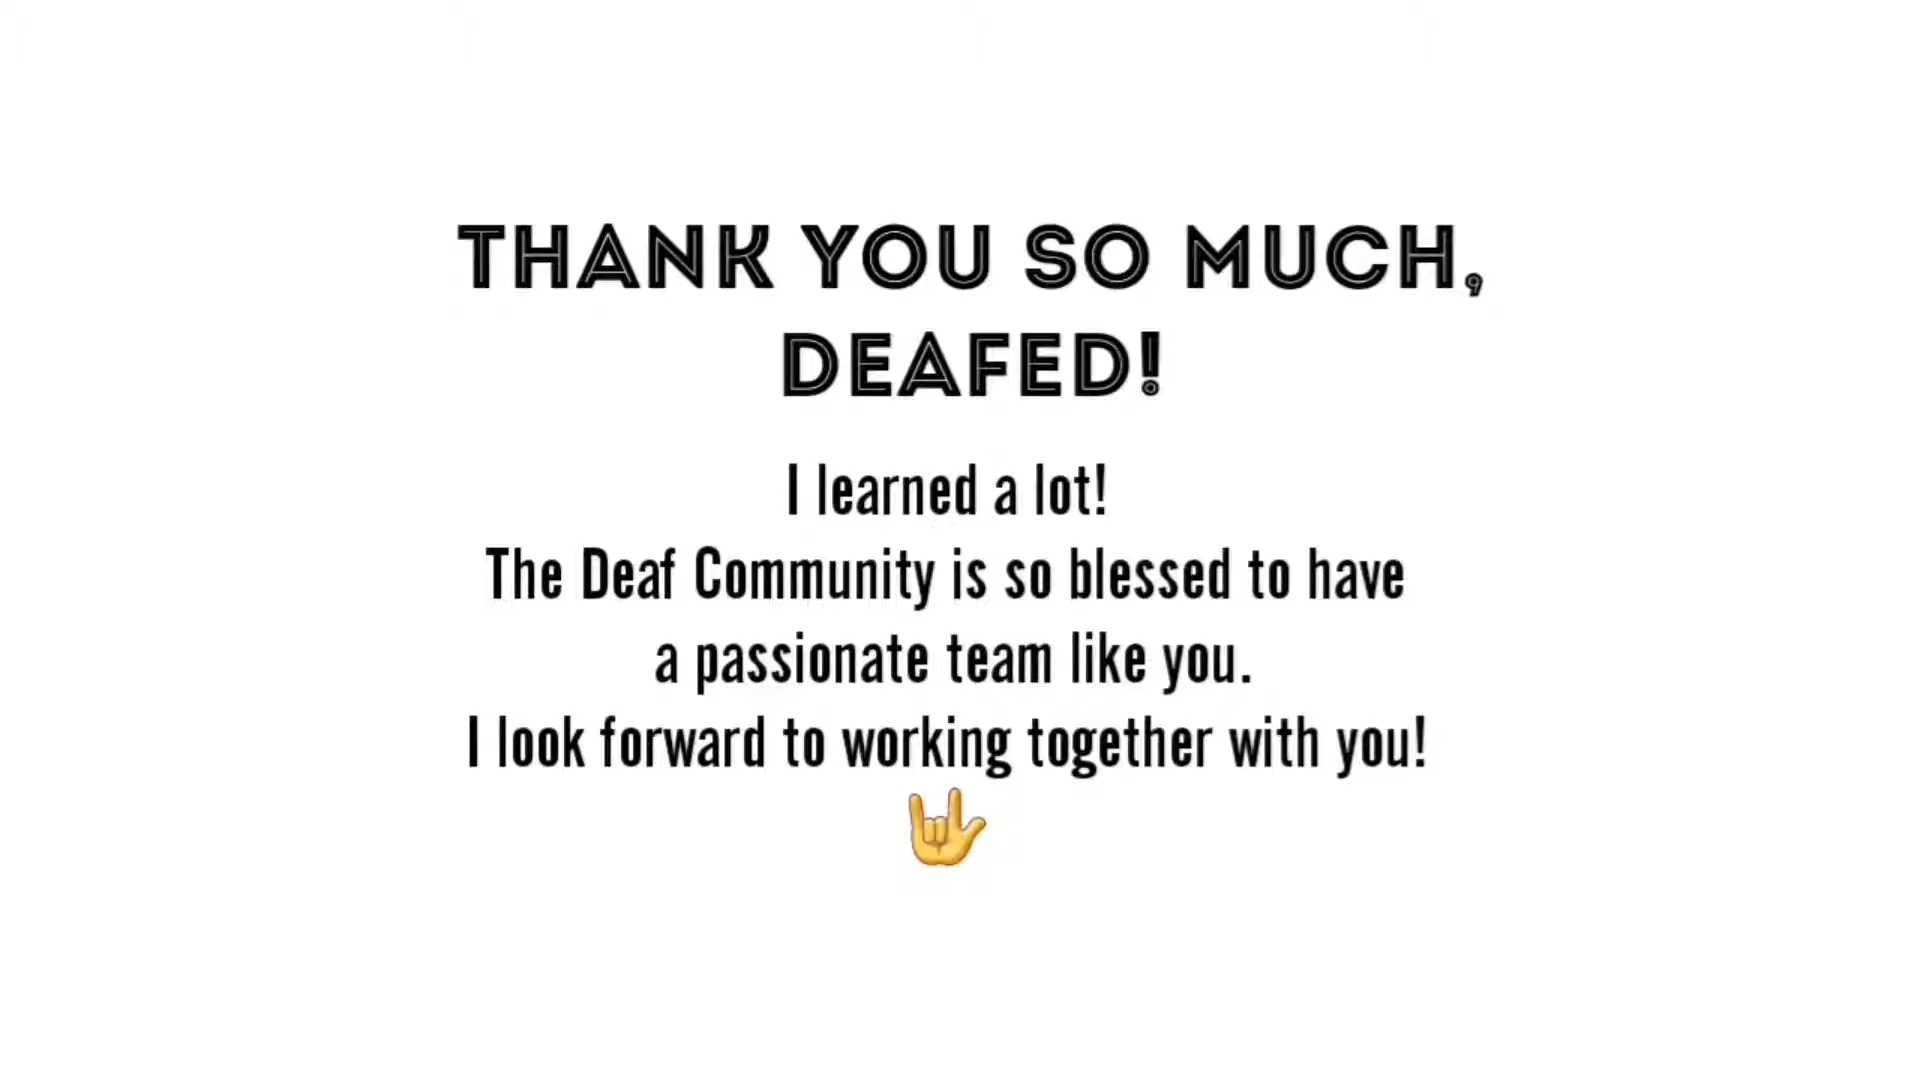 THANK YOU SO MUCH,
DEAFED!
I learned a lot!
The Deaf Community is so blessed to have
a passionate team like you.
I look forward to working together with you!
🤟